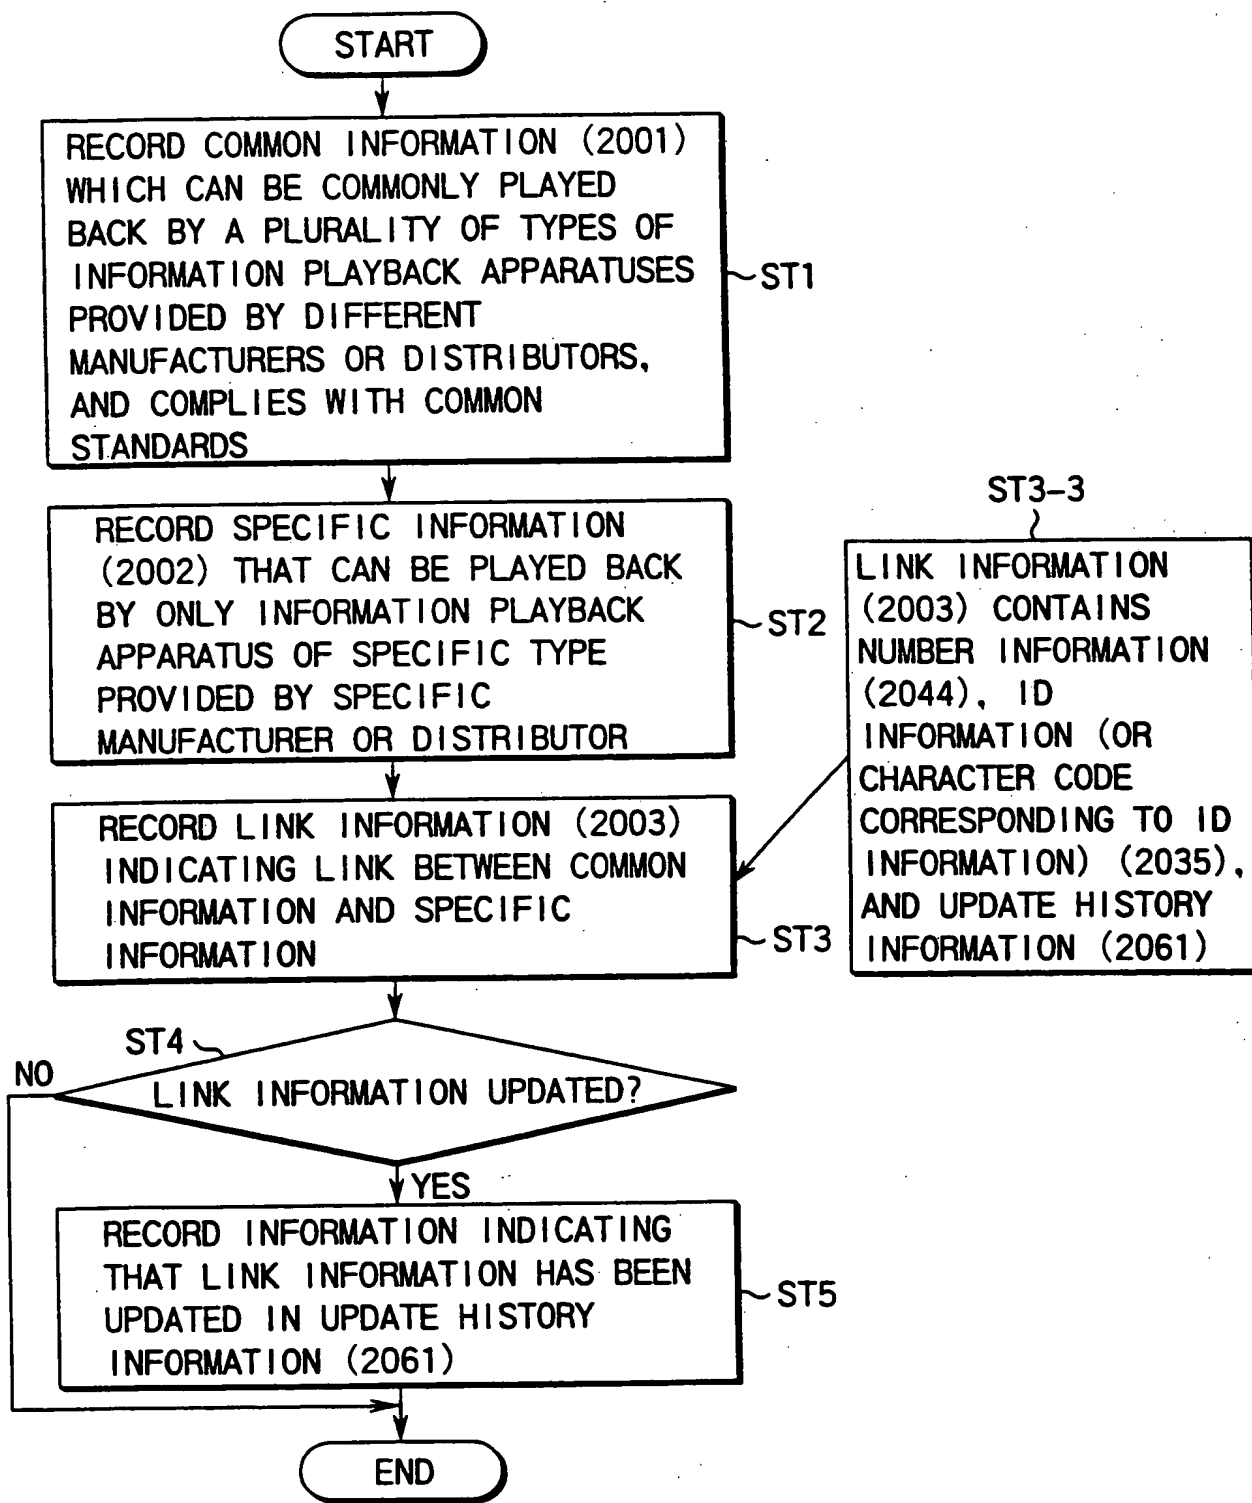 START
RECORD COMMON INFORMATION (2001)
WHICH CAN BE COMMONLY PLAYED
BACK BY A PLURALITY OF TYPES OF
INFORMATION PLAYBACK APPARATUSES
PROVIDED BY DIFFERENT
MANUFACTURERS OR DISTRIBUTORS,
AND COMPLIES WITH COMMON
STANDARDS
ST1
RECORD SPECIFIC INFORMATION
(2002) THAT CAN BE PLAYED BACK
BY ONLY INFORMATION PLAYBACK
APPARATUS OF SPECIFIC TYPE
PROVIDED BY SPECIFIC
MANUFACTURER OR DISTRIBUTOR
ST2
ST3-3
LINK INFORMATION
(2003) CONTAINS
NUMBER INFORMATION
(2044), ID
INFORMATION (OR
CHARACTER CODE
CORRESPONDING TO ID
INFORMATION) (2035),
AND UPDATE HISTORY
INFORMATION (2061)
RECORD LINK INFORMATION (2003)
INDICATING LINK BETWEEN COMMON
INFORMATION AND SPECIFIC
INFORMATION
ST3
ST4
NO
LINK INFORMATION UPDATED?
YES
RECORD INFORMATION INDICATING
THAT LINK INFORMATION HAS BEEN
UPDATED IN UPDATE HISTORY
INFORMATION (2061)
ST5
END